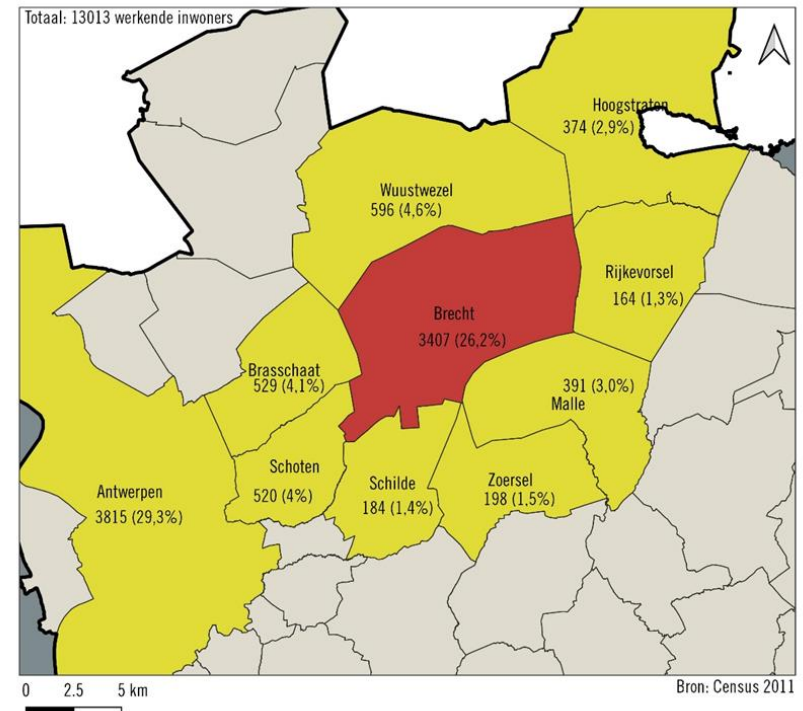 Totaal: 13013 werkende inwoners
Hoogstraten
374 (2,9%)
Wuustwezel
596 (4,6%)
Rijkevorsel
164 (1,3%)
Brecht
3407 (26,2%)
Brasschaat
529 (4,1%)
391 (3,0%)
Malle
Schoten
520 (4%)
Schilde
184 (1,4%)
Zoersel
198 (1,5%)
Antwerpen
3815 (29,3%)
0 2.5 5 km
Bron: Census 2011